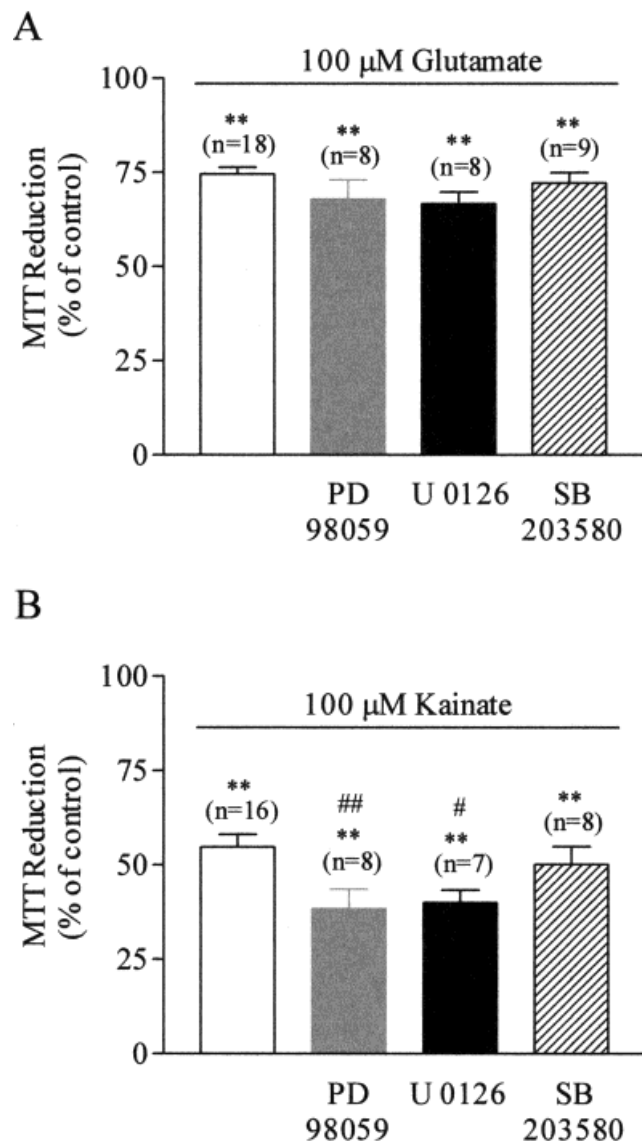 A
100 μM Glutamate
MTT Reduction
(% of control)
100
75
50
25
0
**
(n=18)
**
(n=8)
**
(n=8)
**
(n=9)
PD
98059
U 0126
SB
203580
B
100 μM Kainate
MTT Reduction
(% of control)
100
75
50
25
0
**
(n=16)
##
**
(n=8)
#
**
(n=7)
**
(n=8)
PD
98059
U 0126
SB
203580